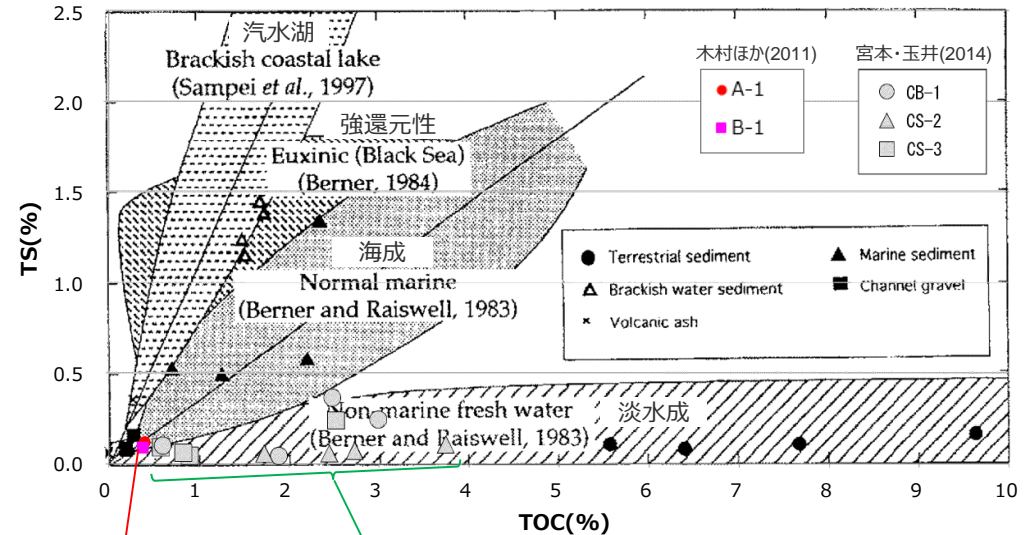 2.5
2.0
1.5
1.0
0.5
0.0
TS(%)
汽水湖
Brackish coastal lake
(Sampei et al., 1997)
強還元性
Euxinic (Black Sea)
(Berner, 1984)
海成
Normal marine
(Berner and Raiswell, 1983)
Non-marine fresh water
淡水成
(Berner and Raiswell, 1983)
木村ほか(2011)
A-1
B-1
宮本・玉井(2014)
CB-1
CS-2
CS-3
Terrestrial sediment
Marine sediment
Brackish water sediment
Channel gravel
Volcanic ash
0 1 2 3 4 5 6 7 8 9 10
TOC(%)